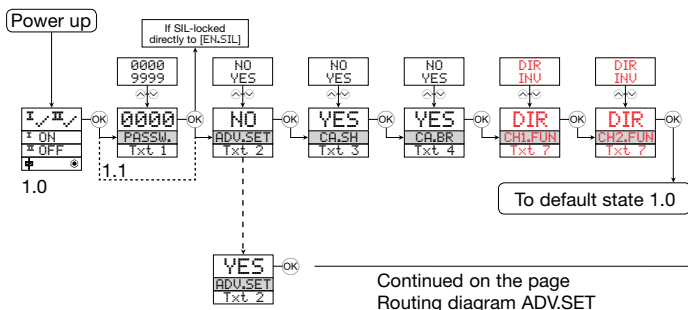 Power up
If SIL-locked
directly to [EN.SIL]
0000
9999
NO
YES
NO
YES
NO
YES
DIR
INV
DIR
INV
I / II /
I ON
II OFF
1.0
OK
0000
PASSW.
Txt 1
OK
1.1
NO
ADV.SET
Txt 2
OK
YES
CA.SH
Txt 3
OK
YES
CA.BR
Txt 4
OK
DIR
CH1.FUN
Txt 7
OK
DIR
CH2.FUN
Txt 7
OK
To default state 1.0
YES
ADV.SET
Txt 2
OK
Continued on the page
Routing diagram ADV.SET